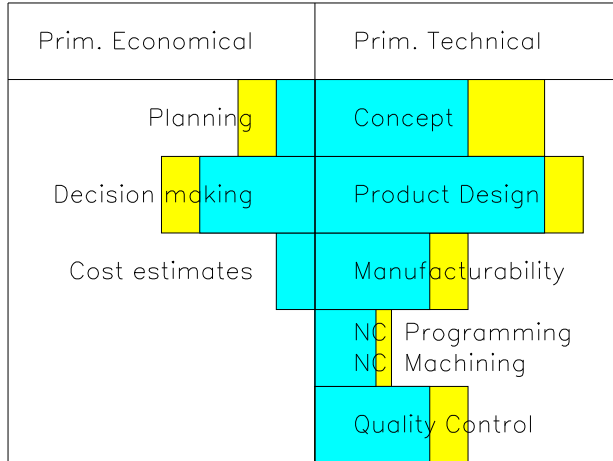 Prim. Economical
Prim. Technical
Planning
Concept
Decision making
Product Design
Cost estimates
Manufacturability
NC Programming
NC Machining
Quality Control